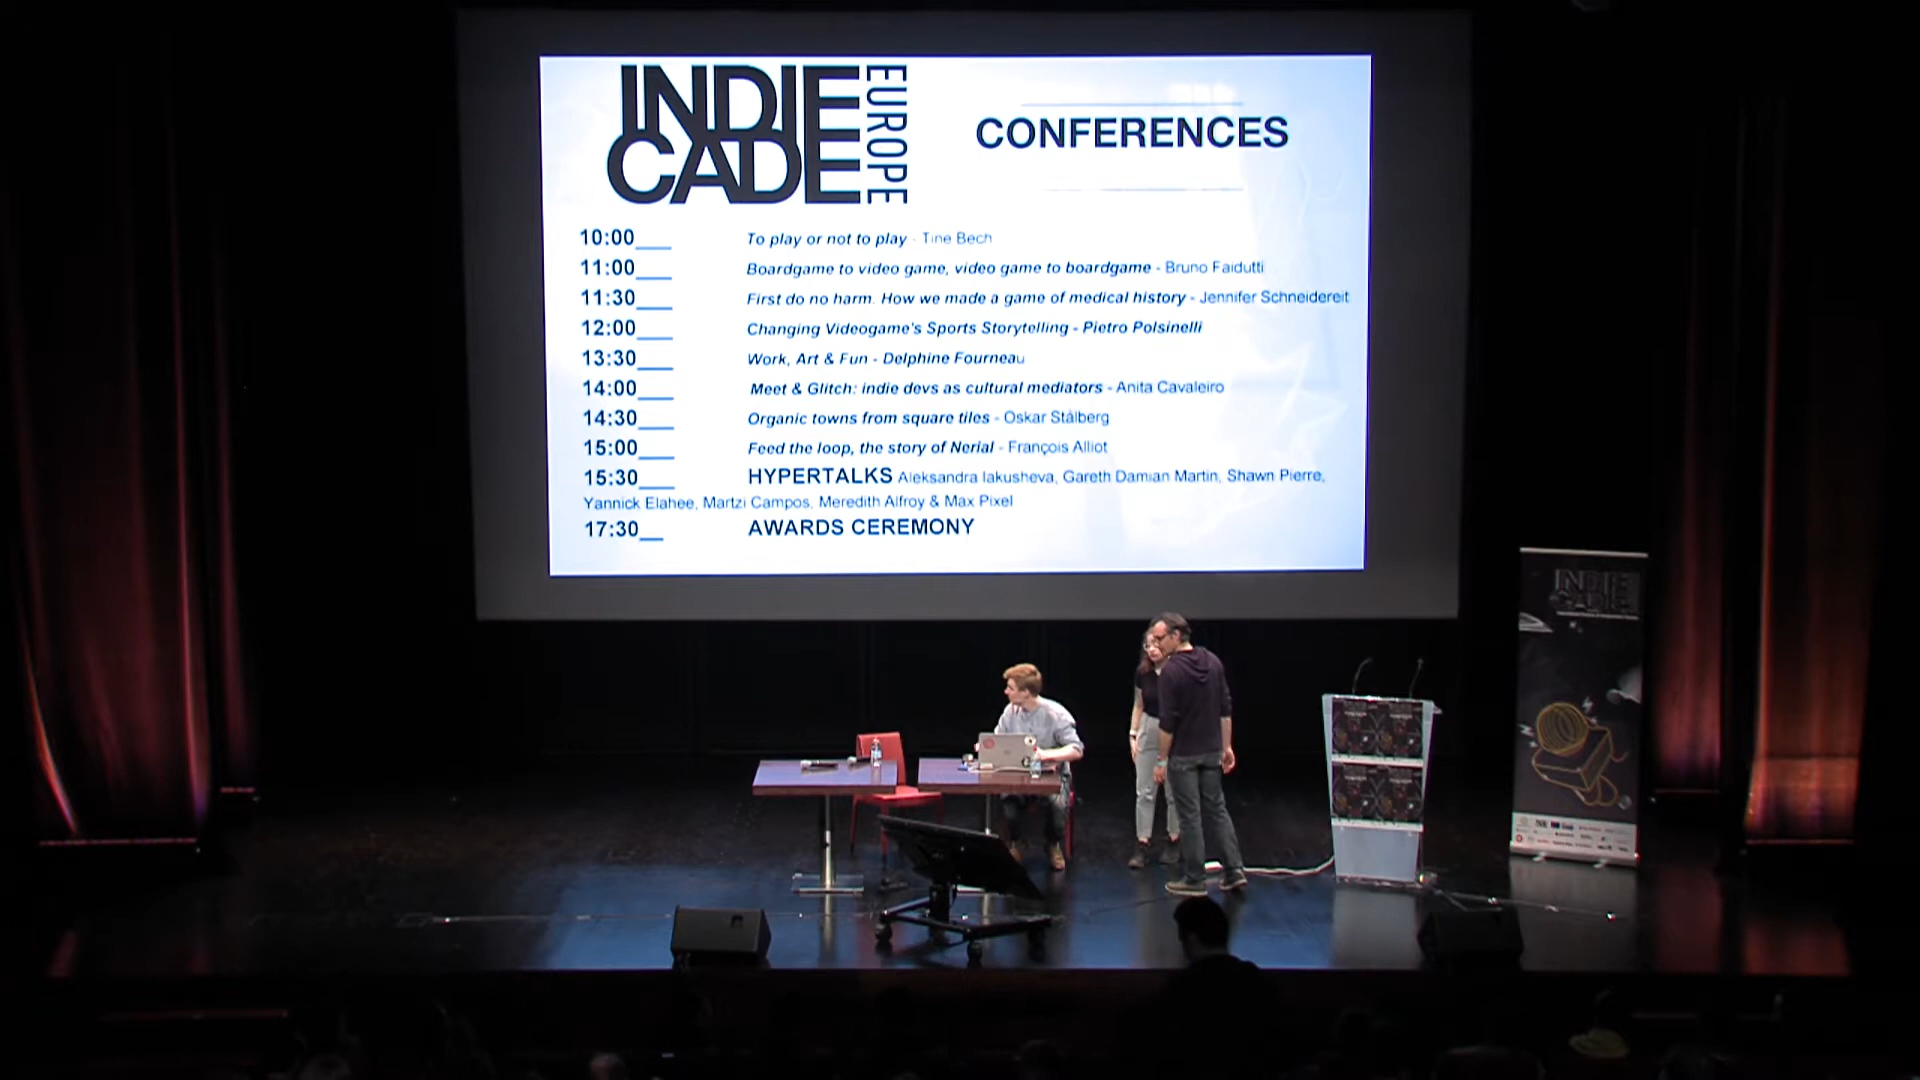 INDIE
CADE
EUROPE
CONFERENCES
10:00___ To play or not to play - Tine Bech
11:00___ Boardgame to video game, video game to boardgame - Bruno Faidutti
11:30___ First do no harm. How we made a game of medical history - Jennifer Schneidereit
12:00___ Changing Videogame's Sports Storytelling - Pietro Polsinelli
13:30___ Work, Art & Fun - Delphine Fourneau
14:00___ Meet & Glitch: indie devs as cultural mediators - Anita Cavaleiro
14:30___ Organic towns from square tiles - Oskar Stålberg
15:00___ Feed the loop, the story of Nerial - François Alliot
15:30___ HYPERTALKS Aleksandra Iakusheva, Gareth Damian Martin, Shawn Pierre,
Yannick Elahee, Martzi Campos, Meredith Alfroy & Max Pixel
17:30__ AWARDS CEREMONY
INDIE
CADE